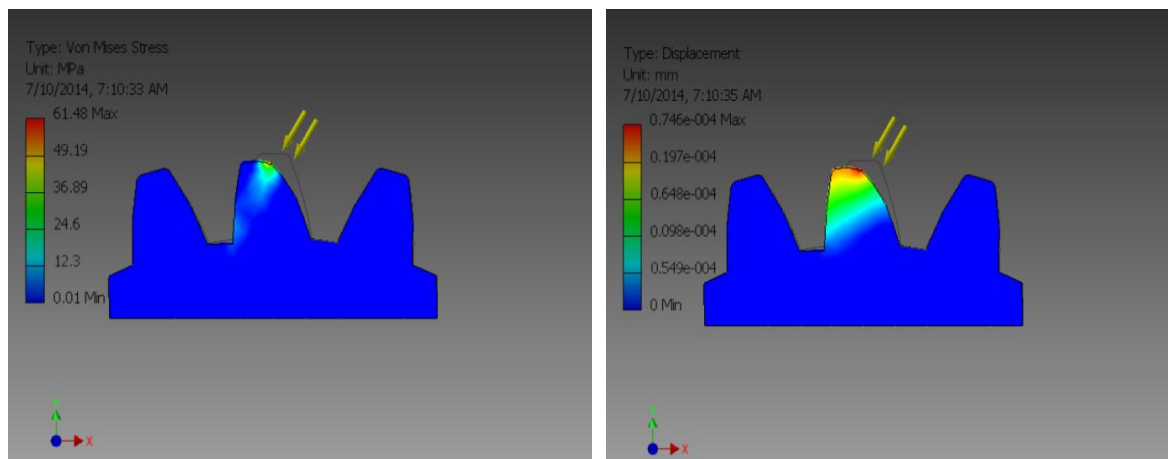 Type: Von Mises Stress
Unit: MPa
7/10/2014, 7:10:33 AM
61.48 Max
49.19
36.89
24.6
12.3
0.01 Min
Y
X
Type: Displacement
Unit: mm
7/10/2014, 7:10:35 AM
0.746e-004 Max
0.197e-004
0.648e-004
0.098e-004
0.549e-004
0 Min
Y
X